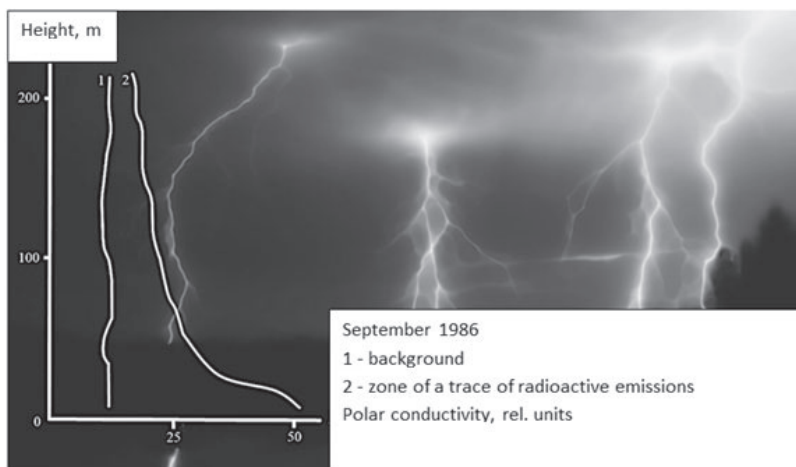 Height, m
1
2
200
100
0
25
50
September 1986
1 - background
2 - zone of a trace of radioactive emissions
Polar conductivity, rel. units